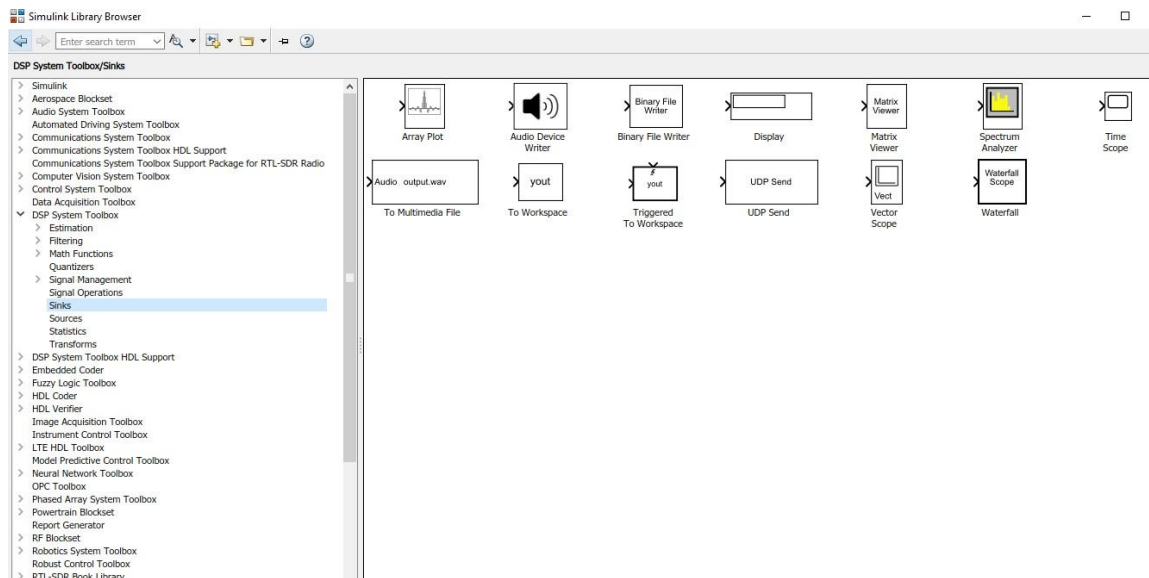 Simulink Library Browser
Enter search term
DSP System Toolbox/Sinks
Simulink
Aerospace Blockset
Audio System Toolbox
Automated Driving System Toolbox
Communications System Toolbox
Communications System Toolbox HDL Support
Communications System Toolbox Support Package for RTL-SDR Radio
Computer Vision System Toolbox
Control System Toolbox
Data Acquisition Toolbox
DSP System Toolbox
Estimation
Filtering
Math Functions
Quantizers
Signal Management
Signal Operations
Sinks
Sources
Statistics
Transforms
DSP System Toolbox HDL Support
Embedded Coder
Fuzzy Logic Toolbox
HDL Coder
HDL Verifier
Image Acquisition Toolbox
Instrument Control Toolbox
LTE HDL Toolbox
Model Predictive Control Toolbox
Neural Network Toolbox
OPC Toolbox
Phased Array System Toolbox
Powertrain Blockset
Report Generator
RF Blockset
Robotics System Toolbox
Robust Control Toolbox
RTL-SDR Book Library
Array Plot
Audio Device
Writer
Binary File
Writer
Binary File Writer
Display
Matrix
Viewer
Matrix
Viewer
Spectrum
Analyzer
Time
Scope
Audio output.wav
To Multimedia File
yout
To Workspace
yout
Triggered
To Workspace
UDP Send
UDP Send
Vect
Vector
Scope
Waterfall
Scope
Waterfall